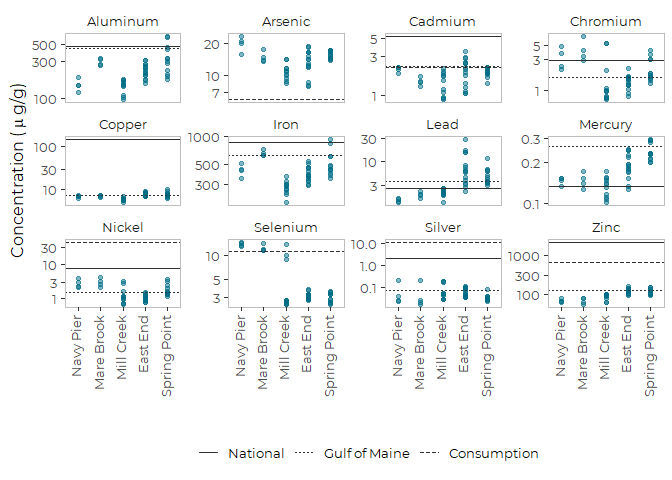 Aluminum Arsenic Cadmium Chromium
500
300
100
20
10
7
5
3
1
5
3
1
Copper Iron Lead Mercury
100
30
10
1000
500
300
30
10
3
0.3
0.2
0.1
Nickel Selenium Silver Zinc
30
10
5
3
1
10
5
3
10.0
1.0
0.1
1000
300
100
Concentration ( μ g/g)
Navy Pier
Mare Brook
Mill Creek
East End
Spring Point
Navy Pier
Mare Brook
Mill Creek
East End
Spring Point
Navy Pier
Mare Brook
Mill Creek
East End
Spring Point
Navy Pier
Mare Brook
Mill Creek
East End
Spring Point
National Gulf of Maine Consumption